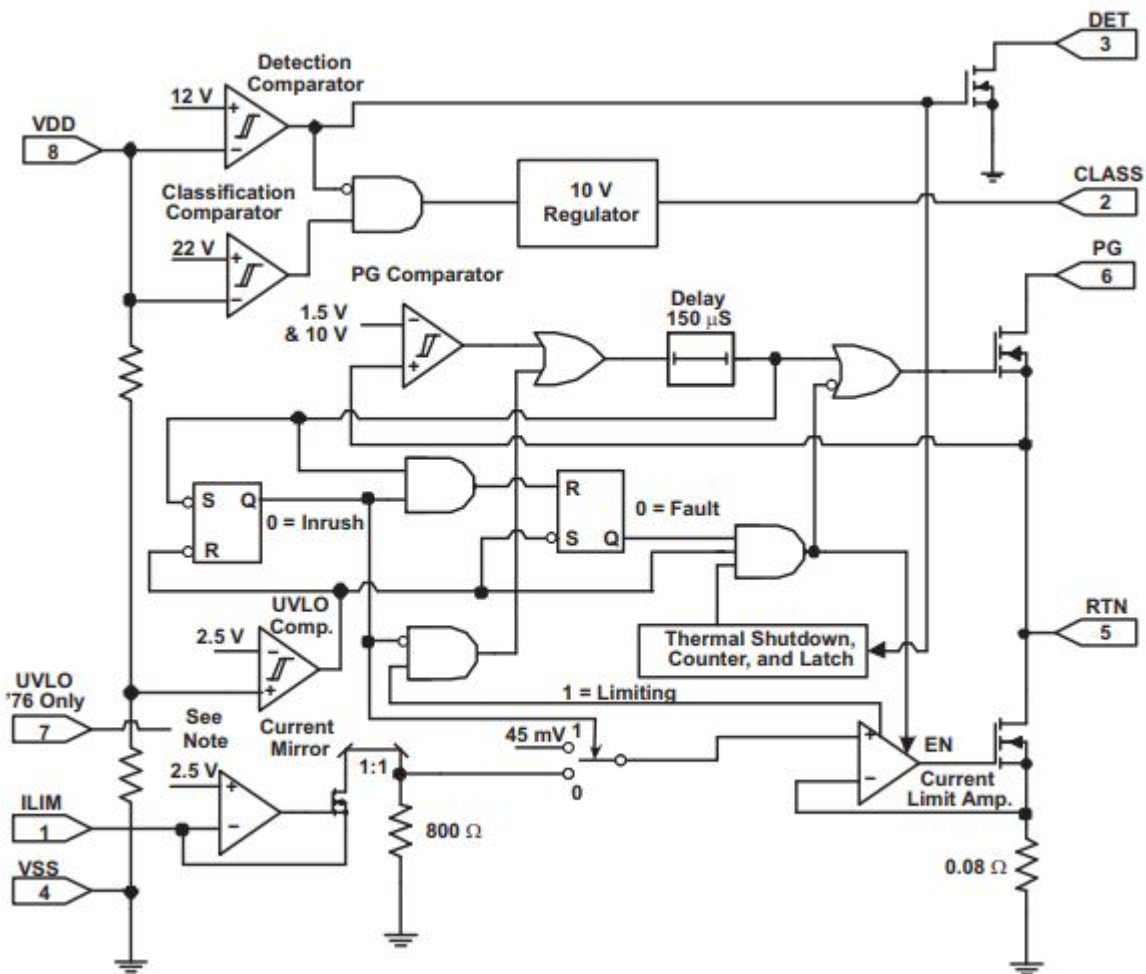 DET
3
Detection
Comparator
12 V
+
−
VDD
8
Classification
Comparator
22 V
+
−
10 V
Regulator
CLASS
2
PG Comparator
1.5 V
& 10 V
−
+
Delay
150 μS
PG
6
S
Q
R
0 = Inrush
R
S
Q
0 = Fault
UVLO
Comp.
2.5 V
−
+
Thermal Shutdown,
Counter, and Latch
RTN
5
UVLO
'76 Only
7
See
Note
Current
Mirror
1 = Limiting
45 mV
1
0
+
−
EN
Current
Limit Amp.
2.5 V
+
−
1:1
ILIM
1
800 Ω
0.08 Ω
VSS
4